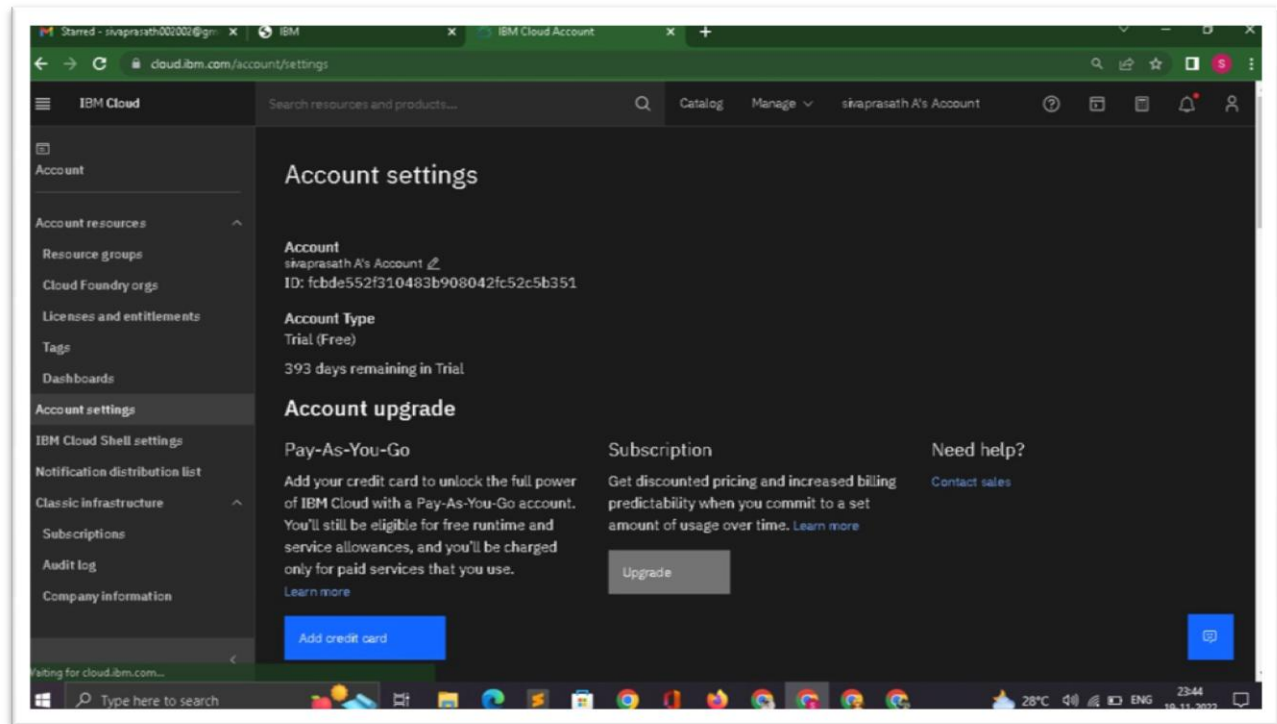 Starred - sivaprasath002002@gm
IBM
IBM Cloud Account
cloud.ibm.com/account/settings
S
IBM Cloud
Search resources and products...
Catalog
Manage
sivaprasath A's Account
Account
Account resources
Resource groups
Cloud Foundry orgs
Licenses and entitlements
Tags
Dashboards
Account settings
IBM Cloud Shell settings
Notification distribution list
Classic infrastructure
Subscriptions
Audit log
Company information
Account settings
Account
sivaprasath A's Account
ID: fcbde552f310483b908042fc52c5b351
Account Type
Trial (Free)
393 days remaining in Trial
Account upgrade
Pay-As-You-Go
Add your credit card to unlock the full power
of IBM Cloud with a Pay-As-You-Go account.
You'll still be eligible for free runtime and
service allowances, and you'll be charged
only for paid services that you use.
Learn more
Add credit card
Subscription
Get discounted pricing and increased billing
predictability when you commit to a set
amount of usage over time. Learn more
Upgrade
Need help?
Contact sales
Waiting for cloud.ibm.com...
Type here to search
28°C
ENG
23:44
19-11-2022